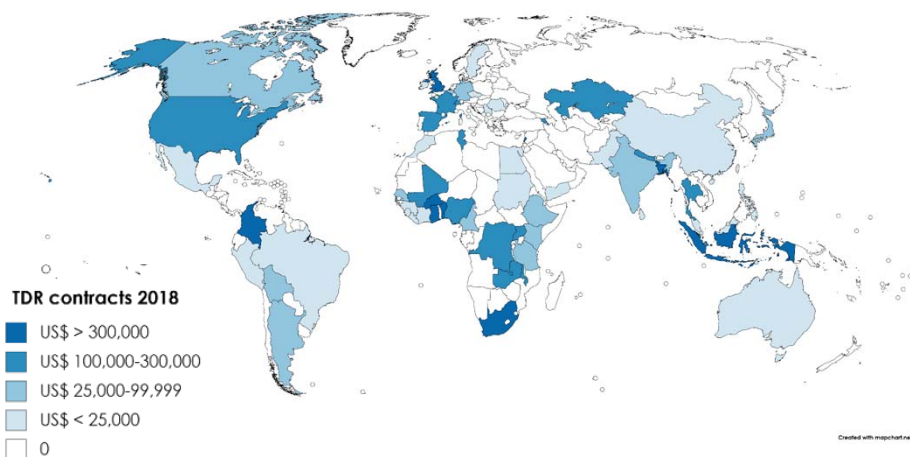 TDR contracts 2018
US$ > 300,000
US$ 100,000-300,000
US$ 25,000-99,999
US$ < 25,000
0
Created with mapchart.ne